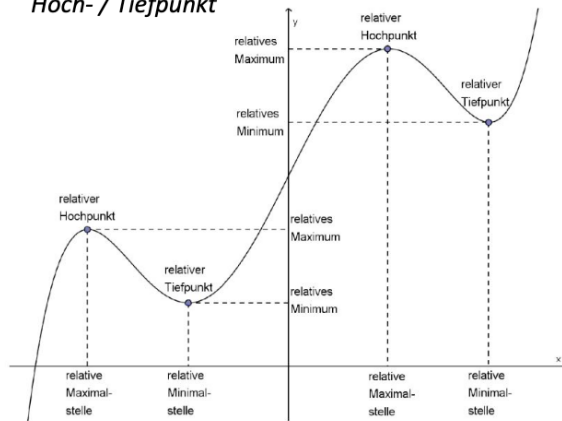 Hoch- / Tiefpunkt
y
relativer
Hochpunkt
relatives
Maximum
relativer
Tiefpunkt
relatives
Minimum
relativer
Hochpunkt
relatives
Maximum
relativer
Tiefpunkt
relatives
Minimum
x
relative
Maximal-
stelle
relative
Minimal-
stelle
relative
Maximal-
stelle
relative
Minimal-
stelle